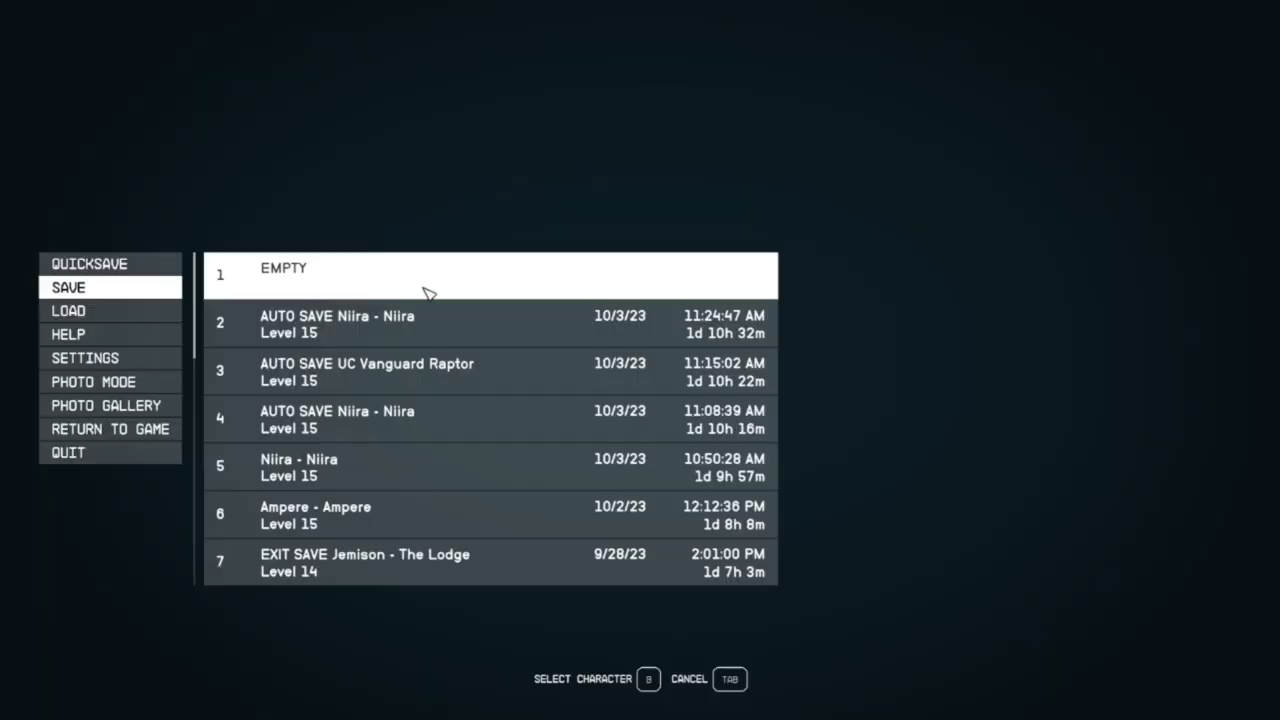 QUICKSAVE
SAVE
LOAD
HELP
SETTINGS
PHOTO MODE
PHOTO GALLERY
RETURN TO GAME
QUIT
1 EMPTY
2 AUTO SAVE Niira - Niira 10/3/23 11:24:47 AM
Level 15 1d 10h 32m
3 AUTO SAVE UC Vanguard Raptor 10/3/23 11:15:02 AM
Level 15 1d 10h 22m
4 AUTO SAVE Niira - Niira 10/3/23 11:08:39 AM
Level 15 1d 10h 16m
5 Niira - Niira 10/3/23 10:50:28 AM
Level 15 1d 9h 57m
6 Ampere - Ampere 10/2/23 12:12:36 PM
Level 15 1d 8h 8m
7 EXIT SAVE Jemison - The Lodge 9/28/23 2:01:00 PM
Level 14 1d 7h 3m
SELECT CHARACTER B CANCEL TAB